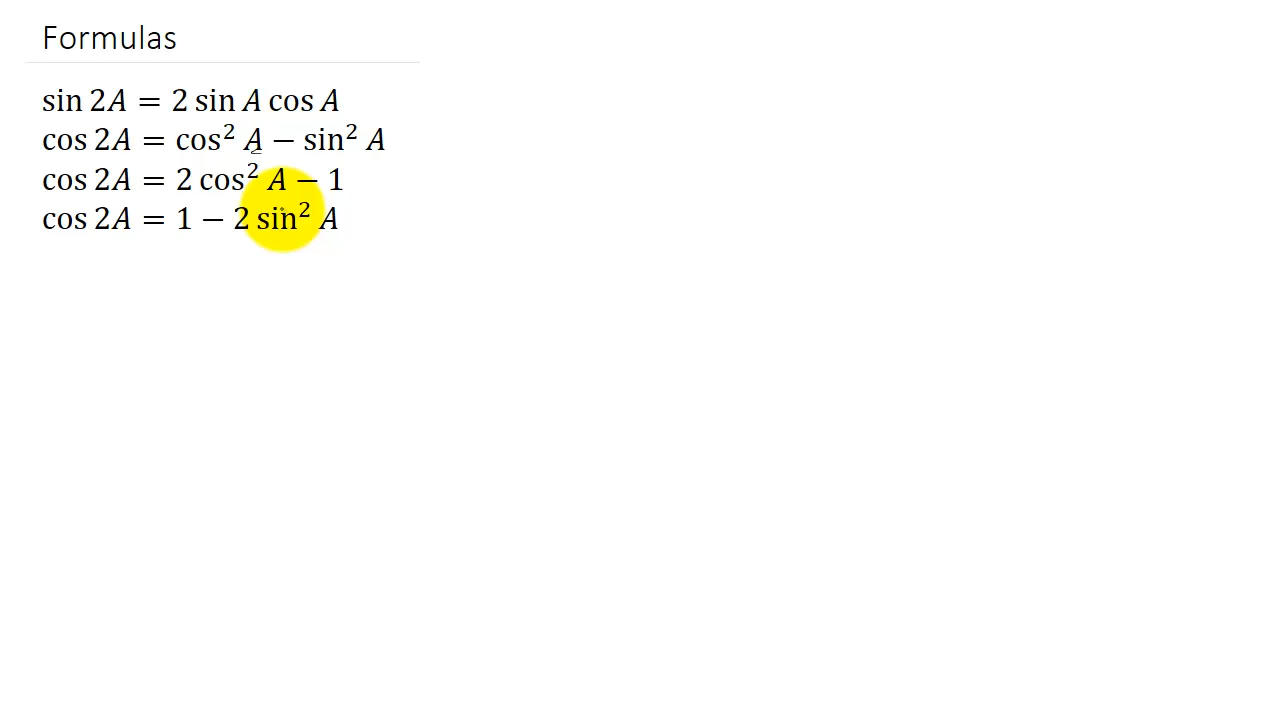 Formulas
sin 2A = 2 sin A cos A
cos 2A = cos² A − sin² A
cos 2A = 2 cos² A − 1
cos 2A = 1 − 2 sin² A